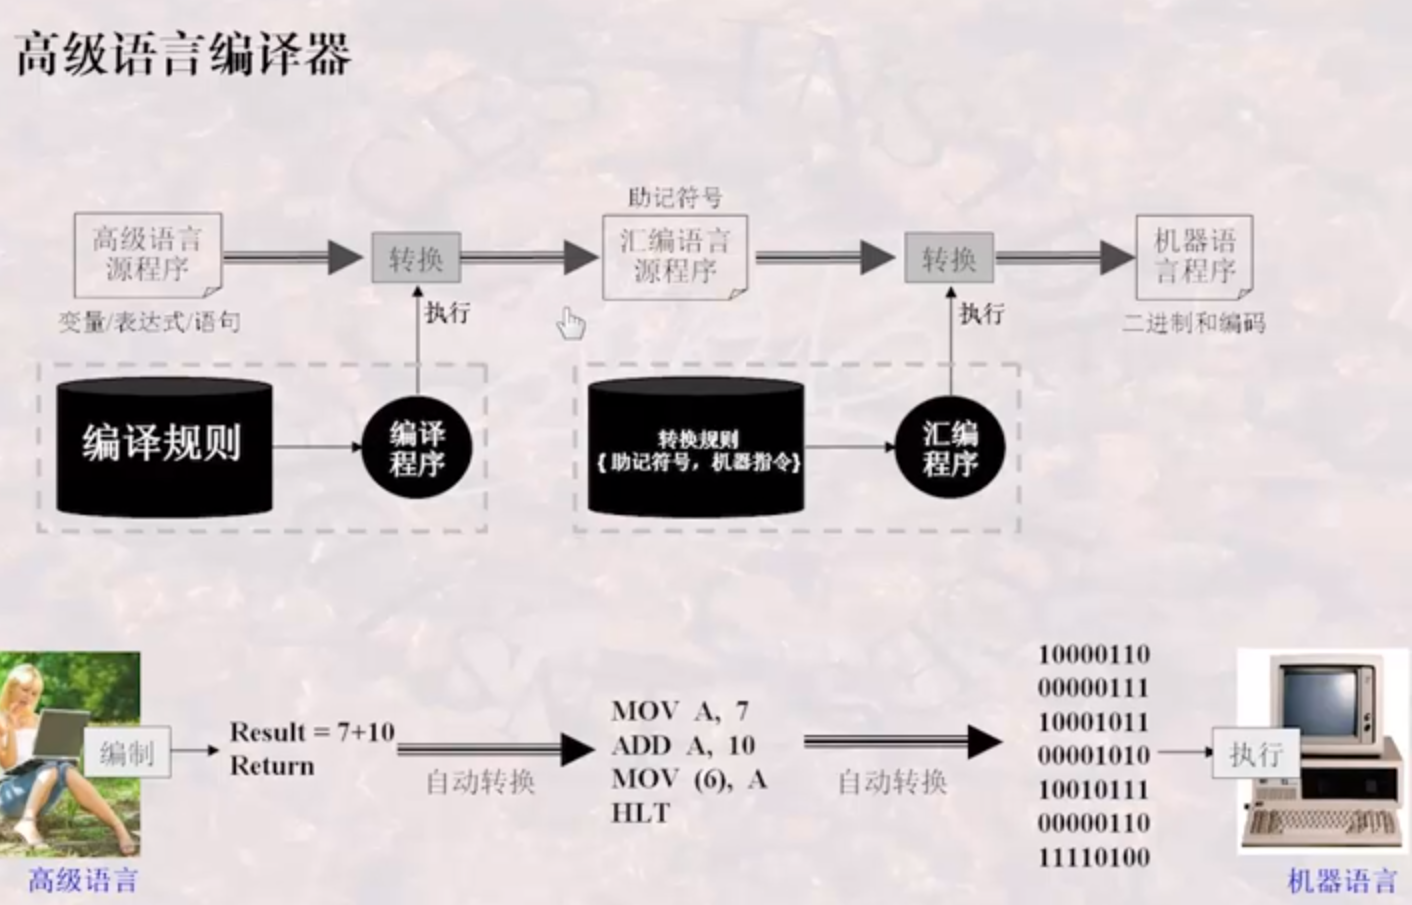 高级语言编译器
助记符号
高级语言
源程序
转换
汇编语言
源程序
转换
机器语
言程序
变量/表达式/语句
执行
执行
二进制和编码
编译规则
编译
程序
转换规则
{助记符号，机器指令}
汇编
程序
编制
Result = 7+10
Return
自动转换
MOV A, 7
ADD A, 10
MOV (6), A
HLT
自动转换
10000110
00000111
10001011
00001010
10010111
00000110
11110100
执行
高级语言
机器语言